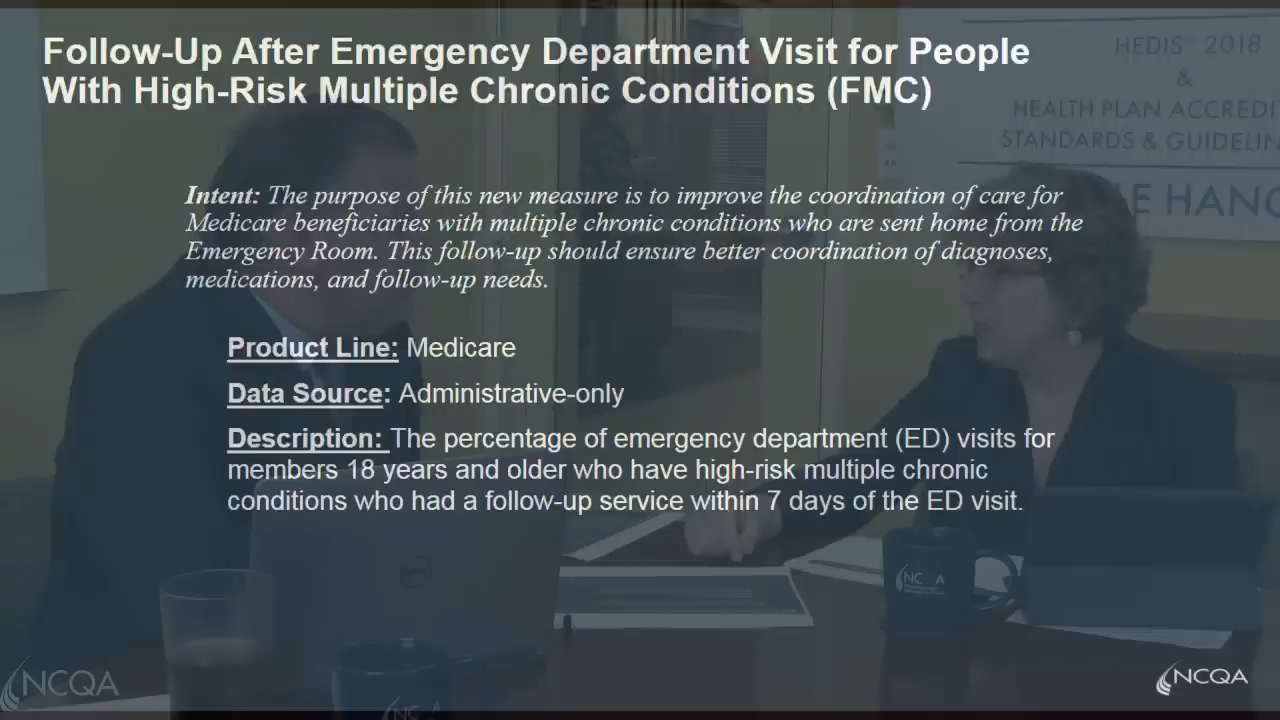 Follow-Up After Emergency Department Visit for People
With High-Risk Multiple Chronic Conditions (FMC)
HEDIS® 2018
&
HEALTH PLAN ACCREDI
STANDARDS & GUIDELIN
E HANG
Intent: The purpose of this new measure is to improve the coordination of care for
Medicare beneficiaries with multiple chronic conditions who are sent home from the
Emergency Room. This follow-up should ensure better coordination of diagnoses,
medications, and follow-up needs.
Product Line: Medicare
Data Source: Administrative-only
Description: The percentage of emergency department (ED) visits for
members 18 years and older who have high-risk multiple chronic
conditions who had a follow-up service within 7 days of the ED visit.
DELL
NCQA
NCQA
NCQA
NCQA